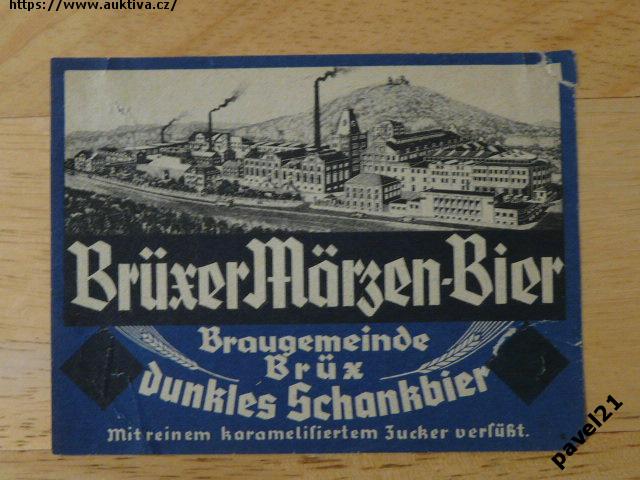 https://www.auktiva.cz/
Brüxer Märzen-Bier
Braugemeinde
Brüx
dunkles Schankbier
Mit reinem karamelisiertem Zucker versüßt.
pavel21